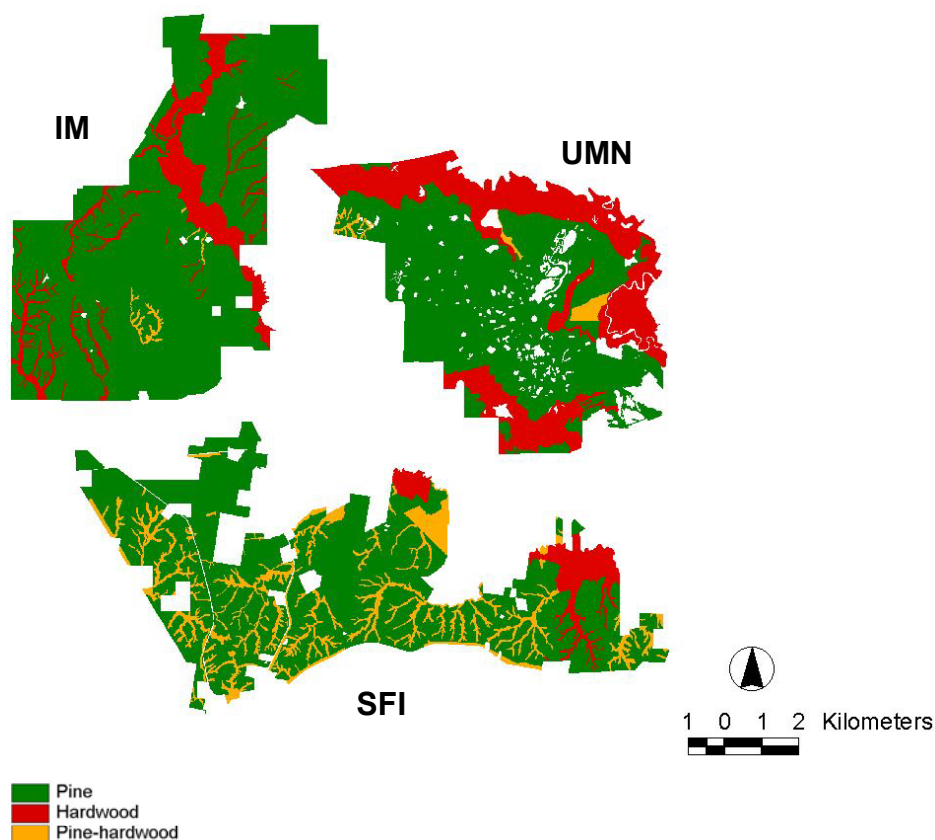 IM
UMN
SFI
1 0 1 2 Kilometers
Pine
Hardwood
Pine-hardwood